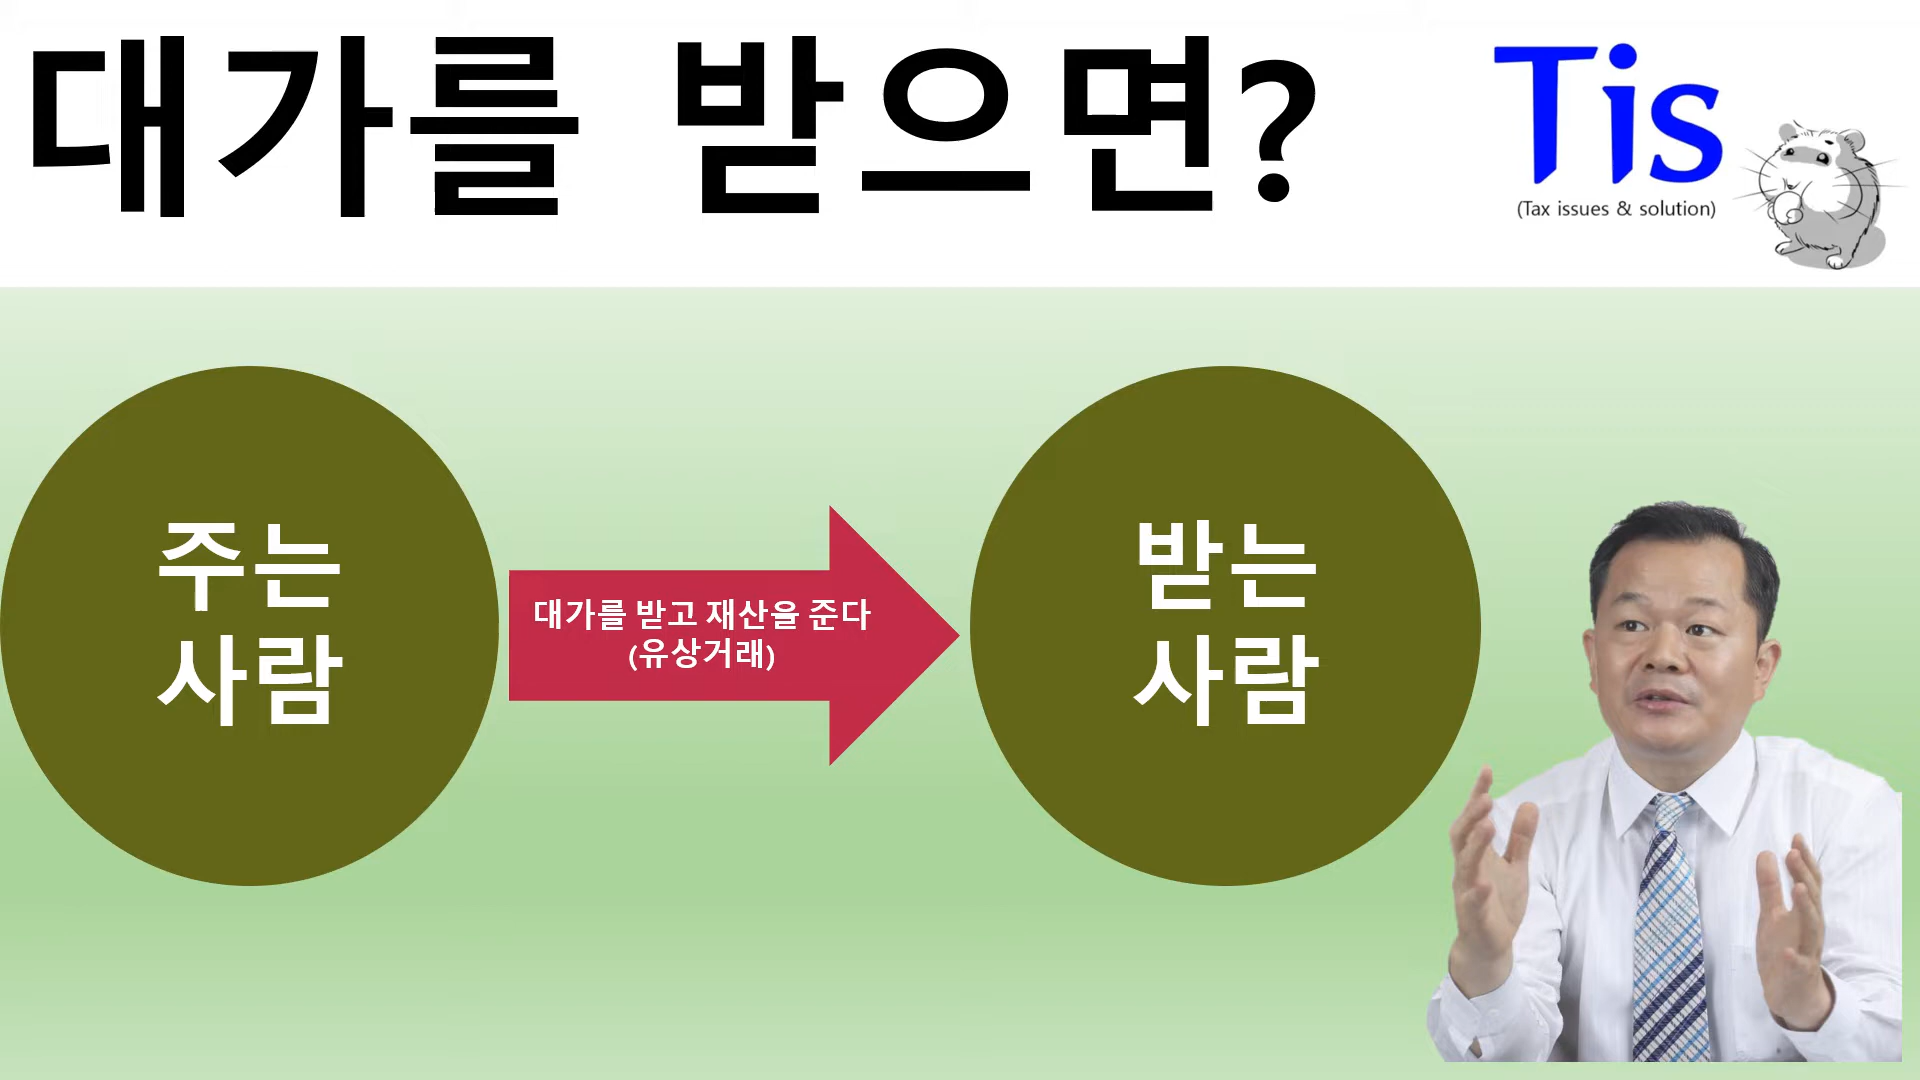 대가를 받으면?
Tis
(Tax issues & solution)
주는
사람
대가를 받고 재산을 준다
(유상거래)
받는
사람